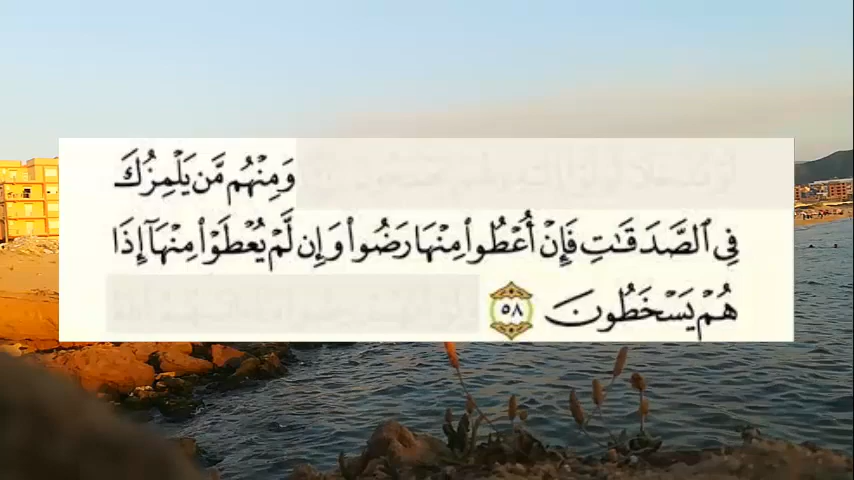 وَمِنْهُم مَّن يَلْمِزُكَ
فِى ٱلصَّدَقَـٰتِ فَإِنْ أُعْطُوا۟ مِنْهَا رَضُوا۟ وَإِن لَّمْ يُعْطَوْا۟ مِنْهَآ إِذَا
هُمْ يَسْخَطُونَ ٥٨